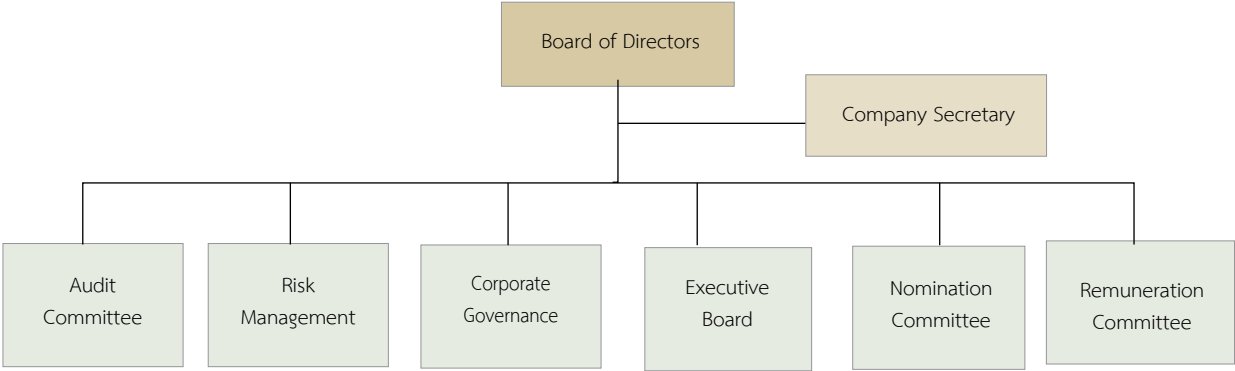 Board of Directors
Company Secretary
Audit
Committee
Risk
Management
Corporate
Governance
Executive
Board
Nomination
Committee
Remuneration
Committee